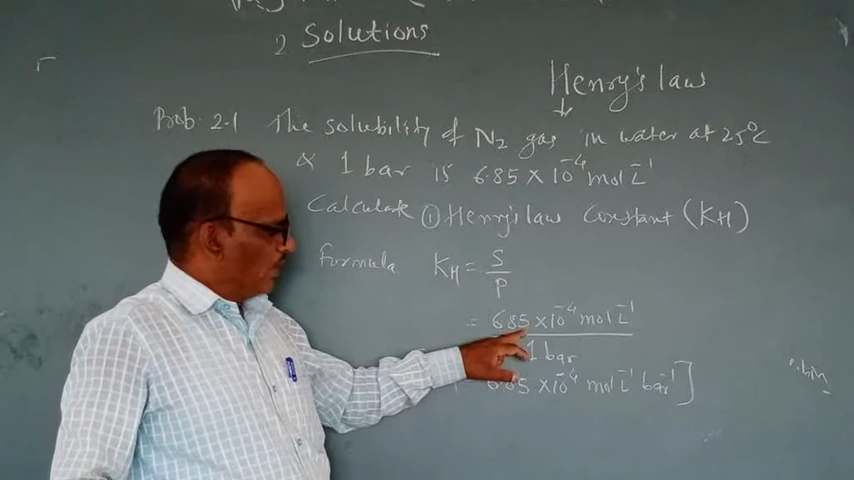 2 Solutions
Henry's law
Prob. 2.1 The solubility of N₂ gas in water at 25°C
& 1 bar is 6.85 × 10⁻⁴ mol L⁻¹
Calculate ① Henry's law Constant (KH)
Formula KH = S/P
= 6.85 × 10⁻⁴ mol L⁻¹
1 bar
6.85 × 10⁻⁴ mol L⁻¹ bar⁻¹]